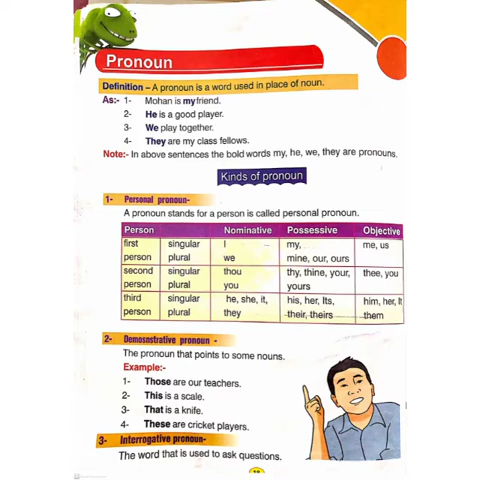 Pronoun
Definition – A pronoun is a word used in place of noun.
As:- 1- Mohan is my friend.
2- He is a good player.
3- We play together.
4- They are my class fellows.
Note:- In above sentences the bold words my, he, we, they are pronouns.
Kinds of pronoun
1- Personal pronoun-
A pronoun stands for a person is called personal pronoun.
Person Nominative Possessive Objective
first singular I my, me, us
person plural we mine, our, ours
second singular thou thy, thine, your, thee, you
person plural you yours
third singular he, she, it, his, her, Its, him, her, It
person plural they their, theirs them
2- Demosnstrative pronoun -
The pronoun that points to some nouns.
Example:-
1- Those are our teachers.
2- This is a scale.
3- That is a knife.
4- These are cricket players.
3- Interrogative pronoun-
The word that is used to ask questions.